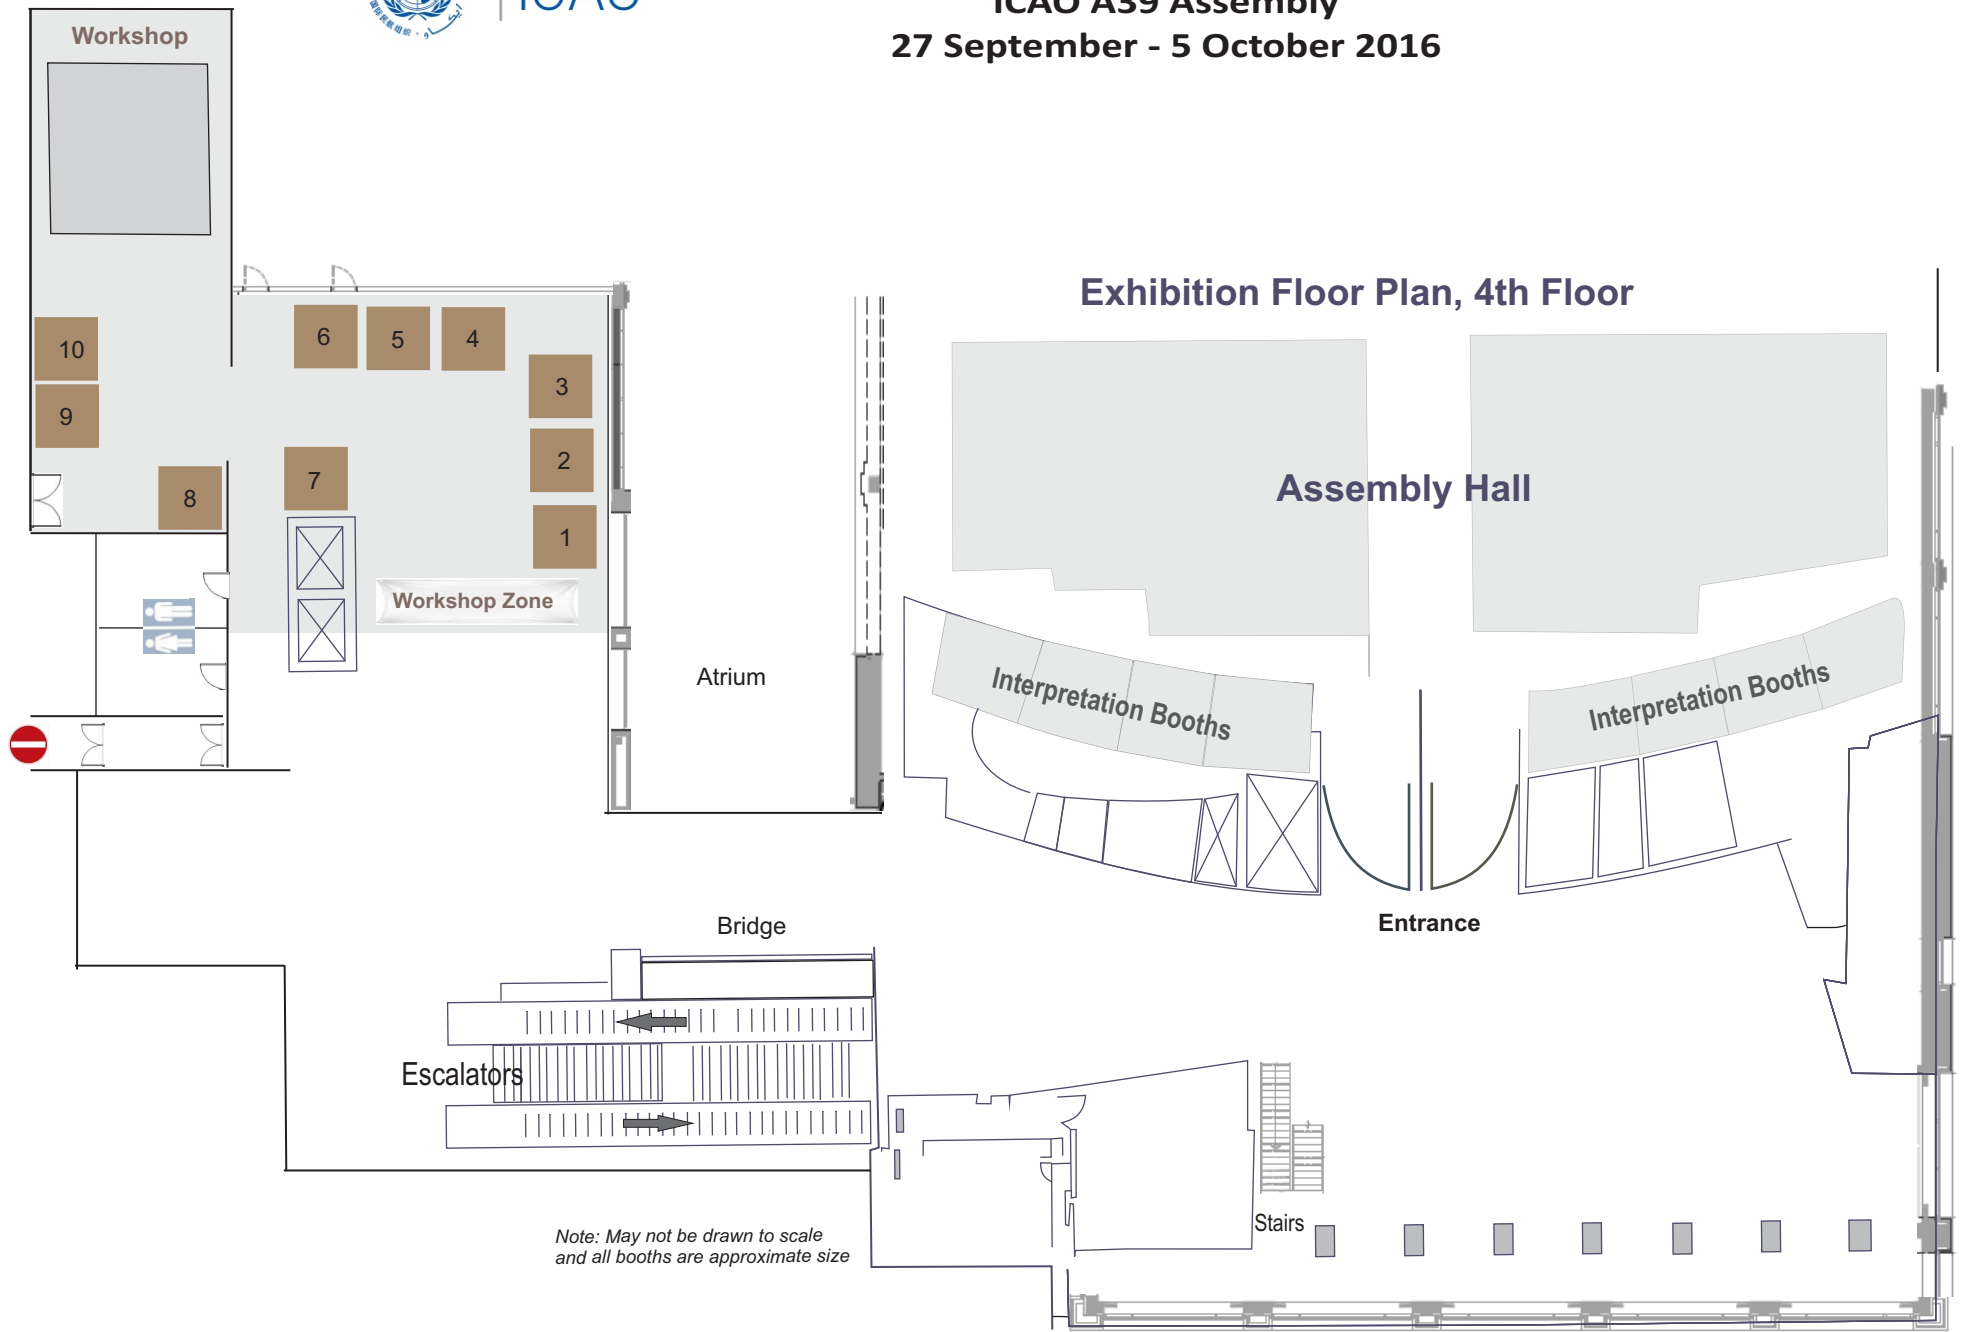 ICAO
ICAO A39 Assembly
27 September - 5 October 2016
Workshop
Exhibition Floor Plan, 4th Floor
6
5
4
10
3
9
2
7
8
1
Assembly Hall
Workshop Zone
Atrium
Interpretation Booths
Interpretation Booths
Bridge
Entrance
Escalators
Stairs
Note: May not be drawn to scale
and all booths are approximate size